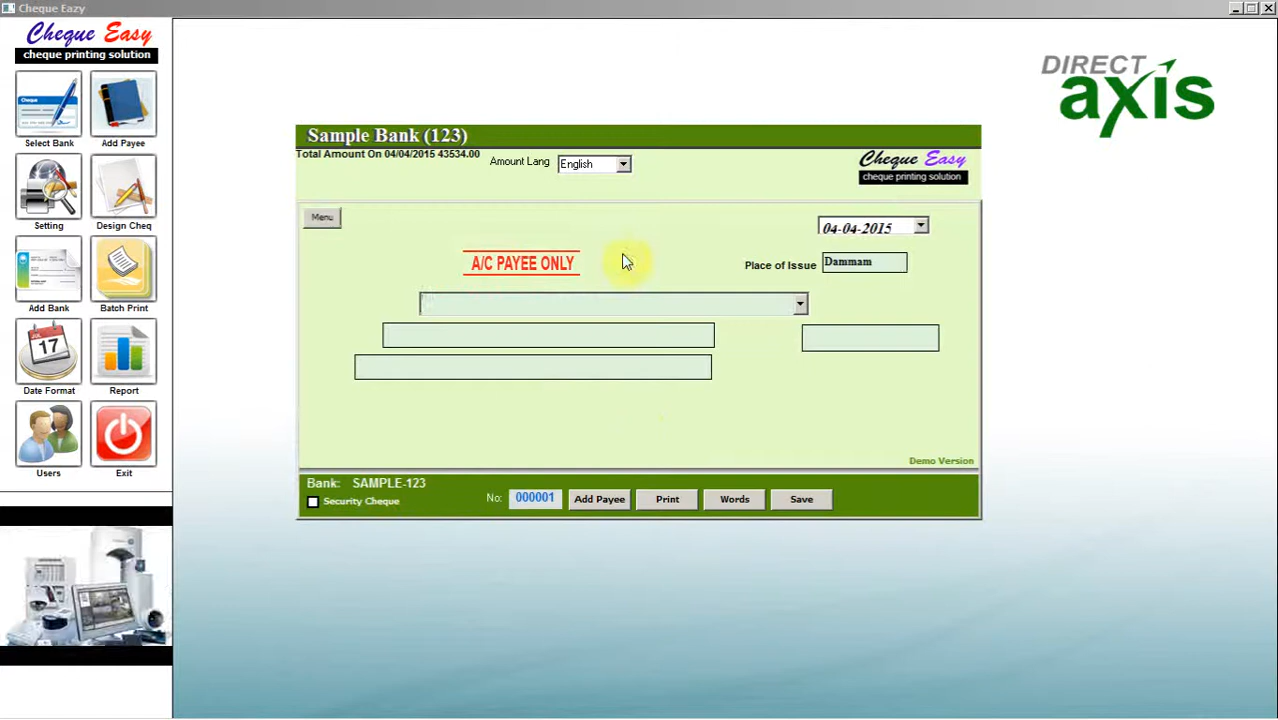 Cheque Eazy
Cheque Easy
cheque printing solution
Select Bank
Add Payee
Setting
Design Cheq
Add Bank
Batch Print
Date Format
Report
Users
Exit
DIRECT
axis
Sample Bank (123)
Total Amount On 04/04/2015 43534.00
Amount Lang
English
Cheque Easy
cheque printing solution
Menu
04-04-2015
A/C PAYEE ONLY
Place of Issue
Dammam
Demo Version
Bank: SAMPLE-123
Security Cheque
No:
000001
Add Payee
Print
Words
Save